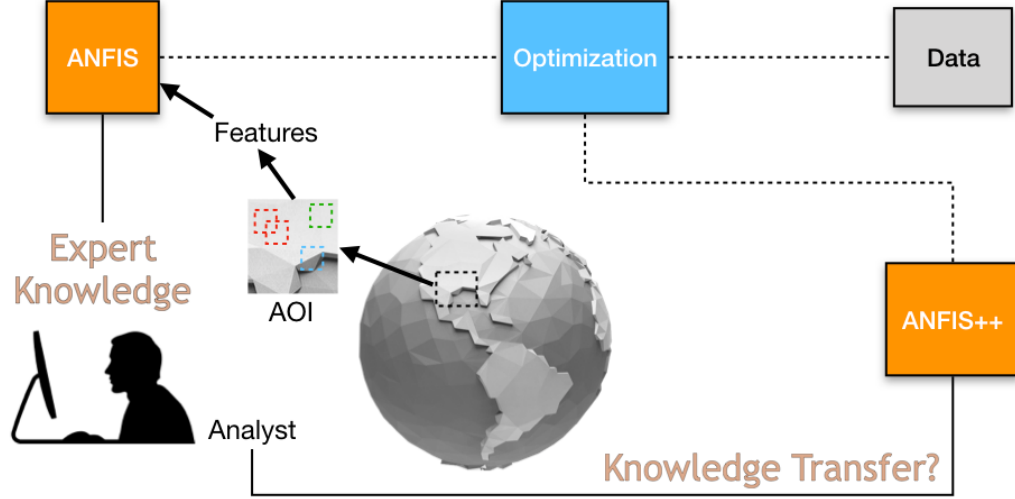 ANFIS
Optimization
Data
Features
Expert
Knowledge
AOI
ANFIS++
Analyst
Knowledge Transfer?